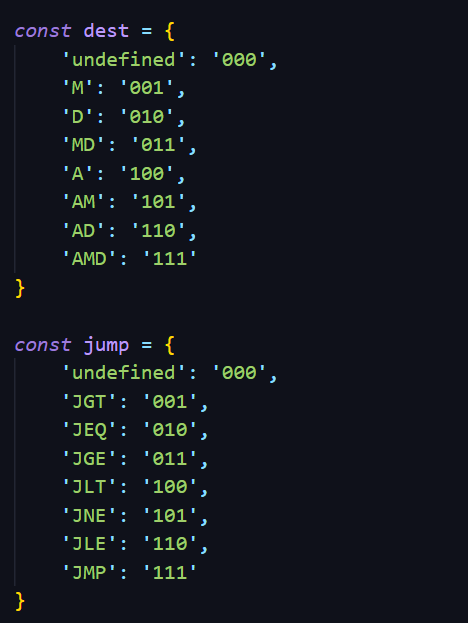 const dest = {
    'undefined': '000',
    'M': '001',
    'D': '010',
    'MD': '011',
    'A': '100',
    'AM': '101',
    'AD': '110',
    'AMD': '111'
}

const jump = {
    'undefined': '000',
    'JGT': '001',
    'JEQ': '010',
    'JGE': '011',
    'JLT': '100',
    'JNE': '101',
    'JLE': '110',
    'JMP': '111'
}